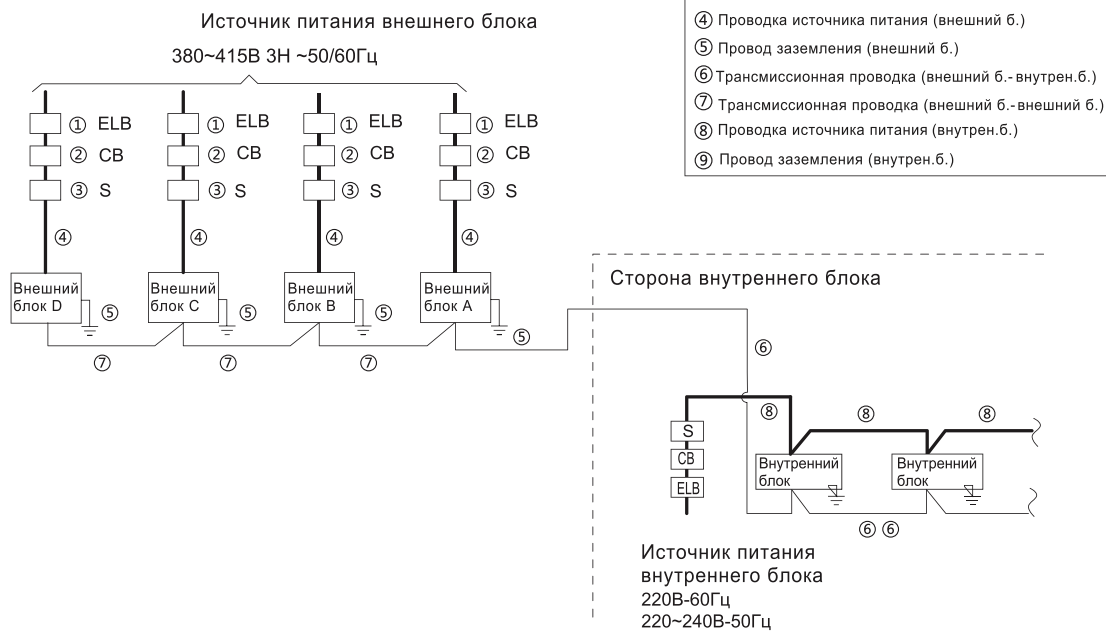 Источник питания внешнего блока
380~415В 3Н ~50/60Гц
④ Проводка источника питания (внешний б.)
⑤ Провод заземления (внешний б.)
⑥ Трансмиссионная проводка (внешний б.-внутрен.б.)
⑦ Трансмиссионная проводка (внешний б.-внешний б.)
⑧ Проводка источника питания (внутрен.б.)
⑨ Провод заземления (внутрен.б.)
① ELB ① ELB ① ELB ① ELB
② CB ② CB ② CB ② CB
③ S ③ S ③ S ③ S
④ ④ ④ ④
Внешний
блок D
⑤
Внешний
блок C
⑤
Внешний
блок B
⑤
Внешний
блок A
⑤
⑦ ⑦ ⑦
Сторона внутреннего блока
⑥
⑧ ⑧ ⑧
S
CB
ELB
Внутренний
блок
Внутренний
блок
⑥ ⑥
Источник питания
внутреннего блока
220В-60Гц
220~240В-50Гц